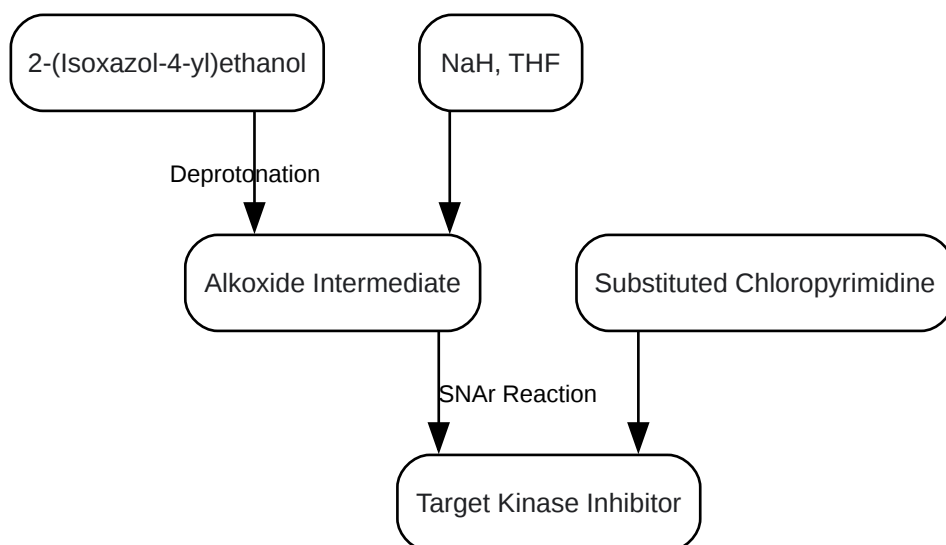 2-(Isoxazol-4-yl)ethanol
NaH, THF
Deprotonation
Alkoxide Intermediate
Substituted Chloropyrimidine
SNAr Reaction
Target Kinase Inhibitor